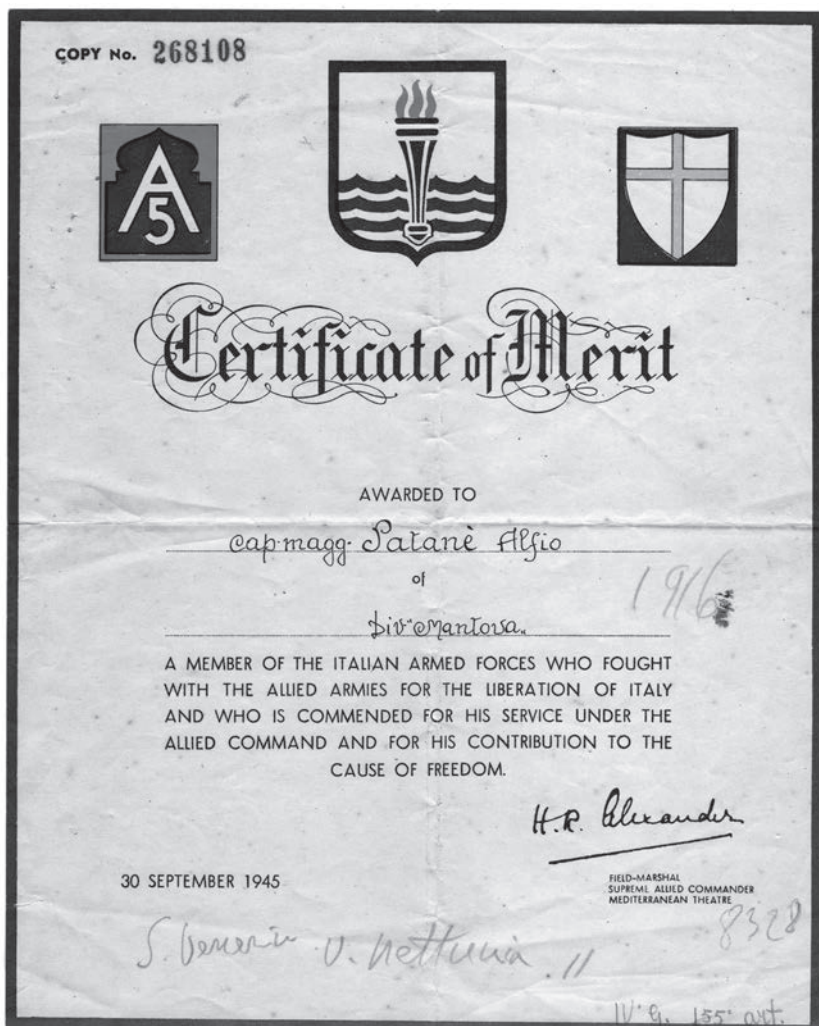 COPY No. 268108
A
5
Certificate of Merit
AWARDED TO
Cap. magg. Patanè Alfio
of
1916
Div. "Mantova"
A MEMBER OF THE ITALIAN ARMED FORCES WHO FOUGHT
WITH THE ALLIED ARMIES FOR THE LIBERATION OF ITALY
AND WHO IS COMMENDED FOR HIS SERVICE UNDER THE
ALLIED COMMAND AND FOR HIS CONTRIBUTION TO THE
CAUSE OF FREEDOM.
H.R. Alexander
30 SEPTEMBER 1945
FIELD-MARSHAL
SUPREME ALLIED COMMANDER
MEDITERRANEAN THEATRE
8328
S. V. Nettunia 11
155° art.